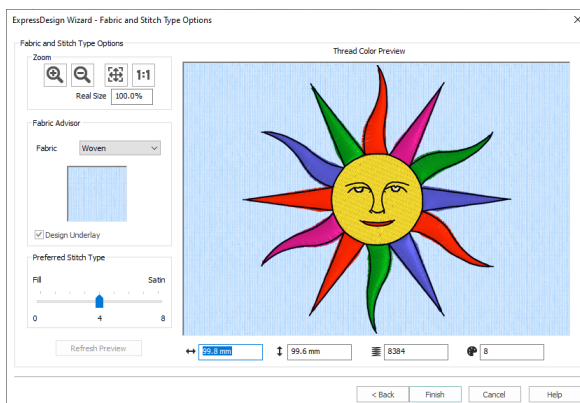 ExpressDesign Wizard - Fabric and Stitch Type Options
Fabric and Stitch Type Options
Zoom
1:1
Real Size 100.0%
Fabric Advisor
Fabric Woven
Design Underlay
Preferred Stitch Type
Fill Satin
0 4 8
Refresh Preview
Thread Color Preview
99.8 mm 99.6 mm 8384 8
< Back Finish Cancel Help